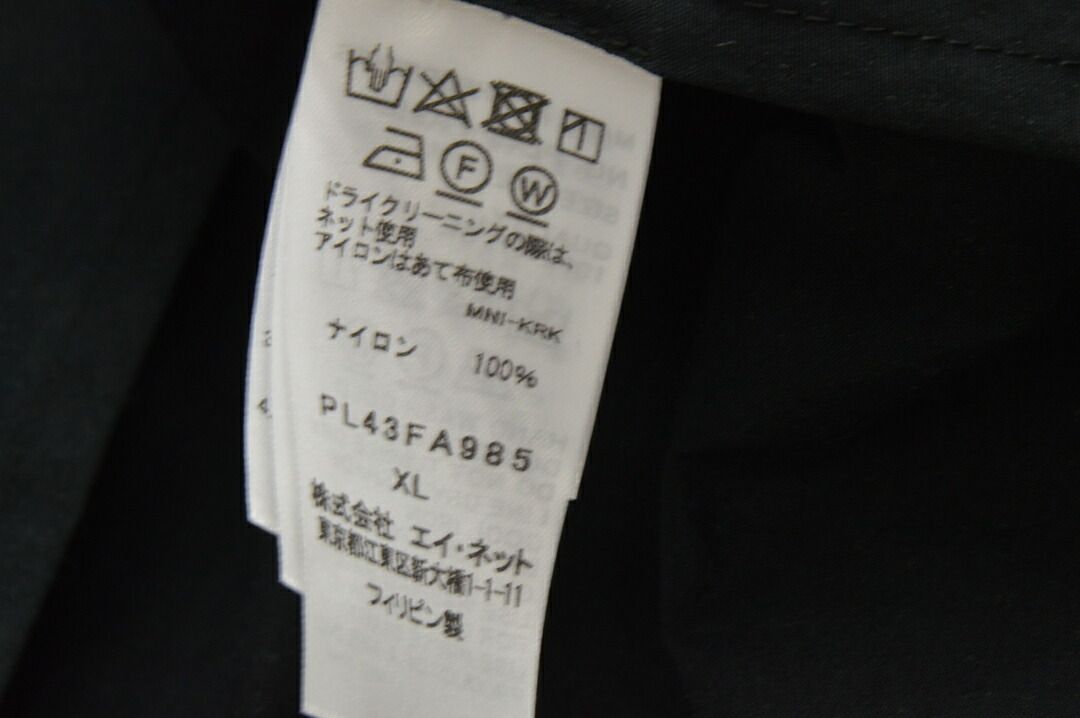 F
W
ドライクリーニングの際は、
ネット使用
アイロンはあて布使用
MNI-KRK
ナイロン 100%
PL43FA985
XL
株式会社 エイ・ネット
東京都江東区新大橋1-1-11
フィリピン製